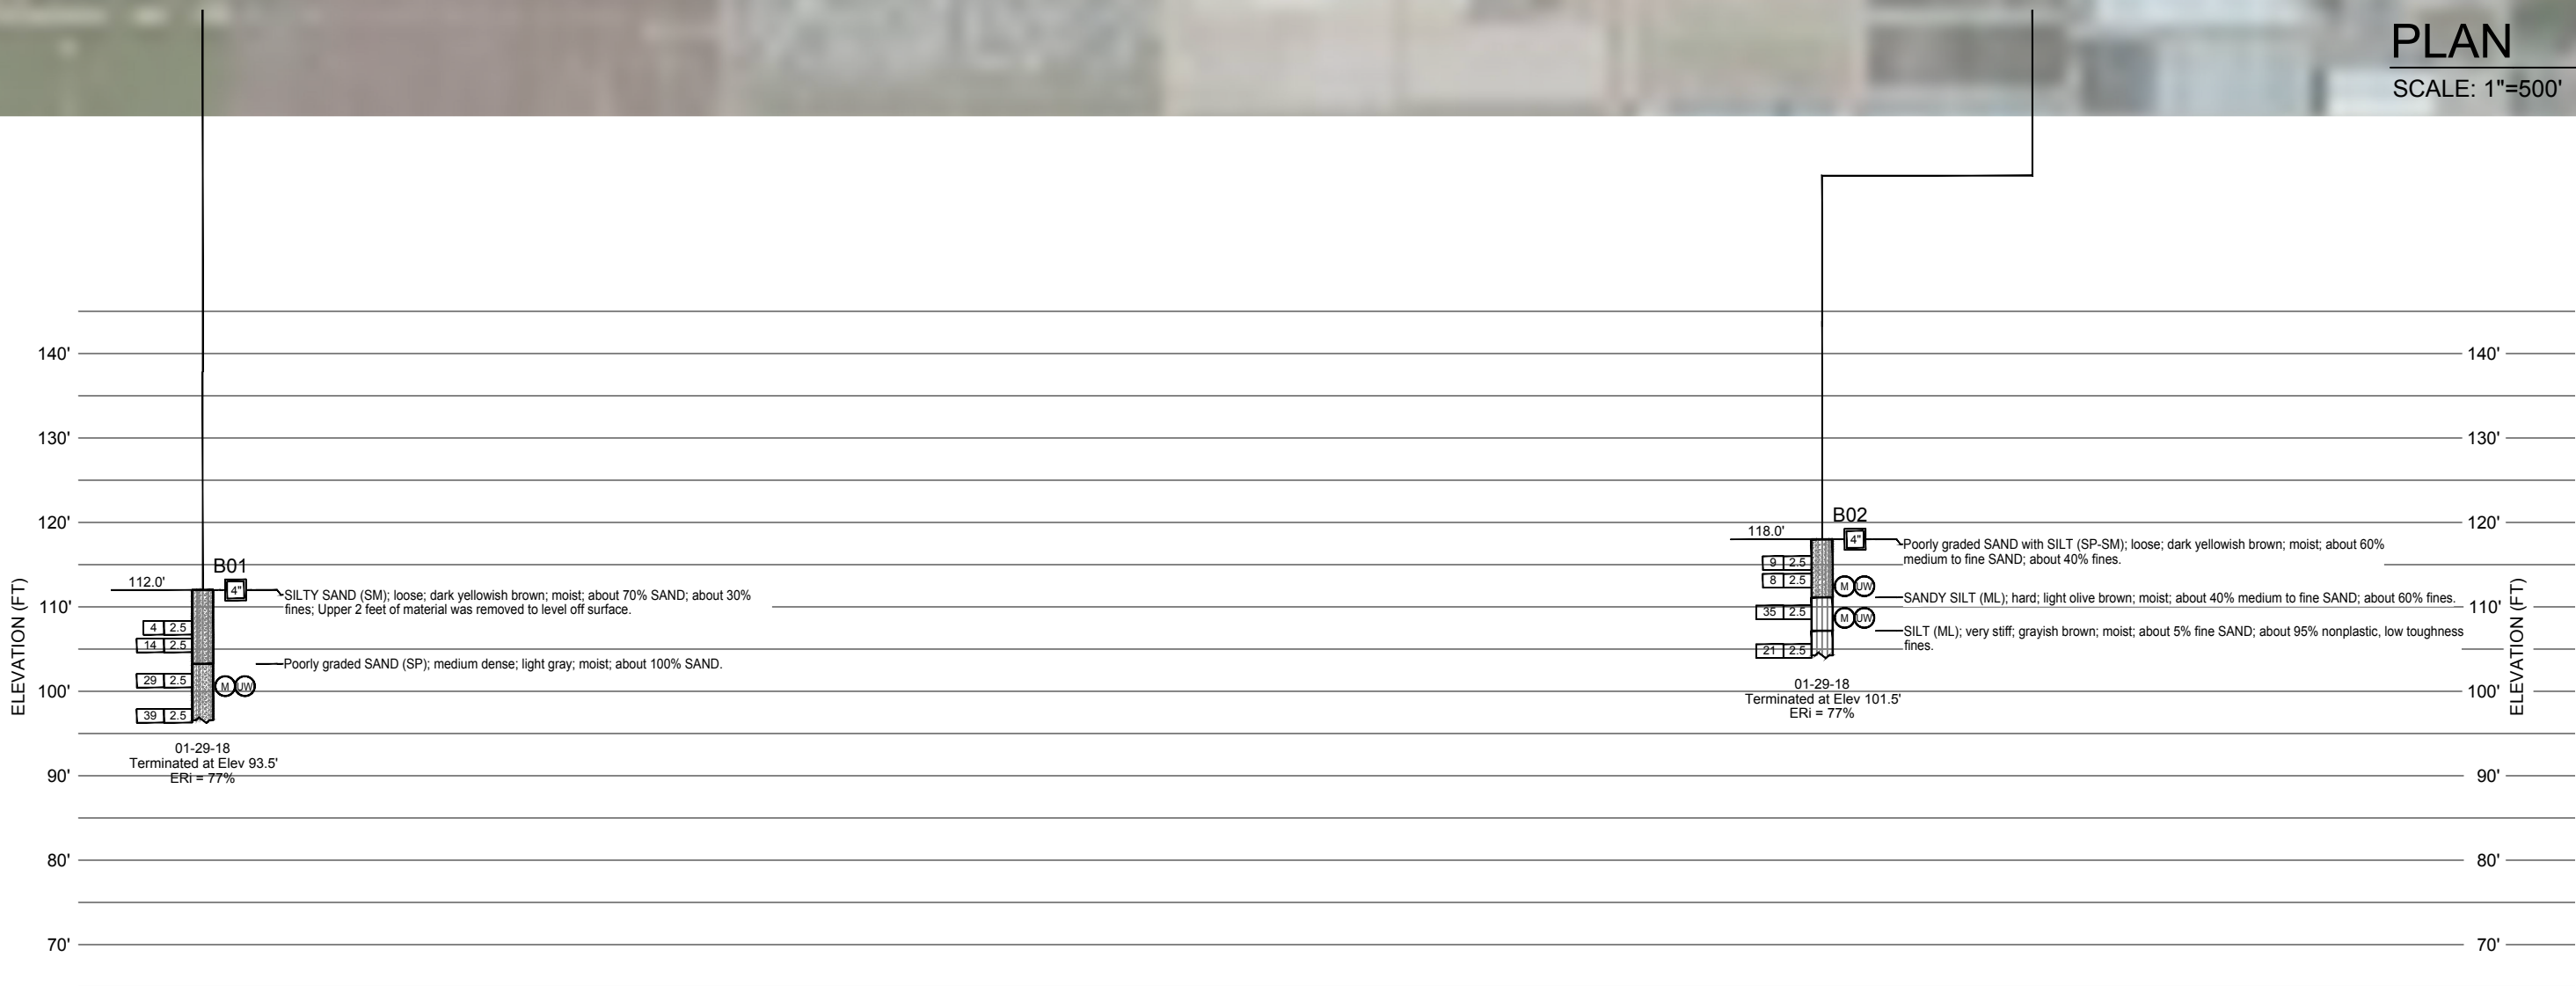 PLAN
SCALE: 1"=500'
140'
140'
130'
130'
120'
120'
B02
118.0'
4"
Poorly graded SAND with SILT (SP-SM); loose; dark yellowish brown; moist; about 60%
medium to fine SAND; about 40% fines.
9 2.5
8 2.5
M UW
SANDY SILT (ML); hard; light olive brown; moist; about 40% medium to fine SAND; about 60% fines.
35 2.5
M UW
SILT (ML); very stiff; grayish brown; moist; about 5% fine SAND; about 95% nonplastic, low toughness
fines.
21 2.5
01-29-18
Terminated at Elev 101.5'
ERi = 77%
B01
112.0'
4"
SILTY SAND (SM); loose; dark yellowish brown; moist; about 70% SAND; about 30%
fines; Upper 2 feet of material was removed to level off surface.
110'
110'
4 2.5
14 2.5
Poorly graded SAND (SP); medium dense; light gray; moist; about 100% SAND.
29 2.5
M UW
100'
100'
39 2.5
01-29-18
Terminated at Elev 93.5'
ERi = 77%
ELEVATION (FT)
ELEVATION (FT)
90'
90'
80'
80'
70'
70'